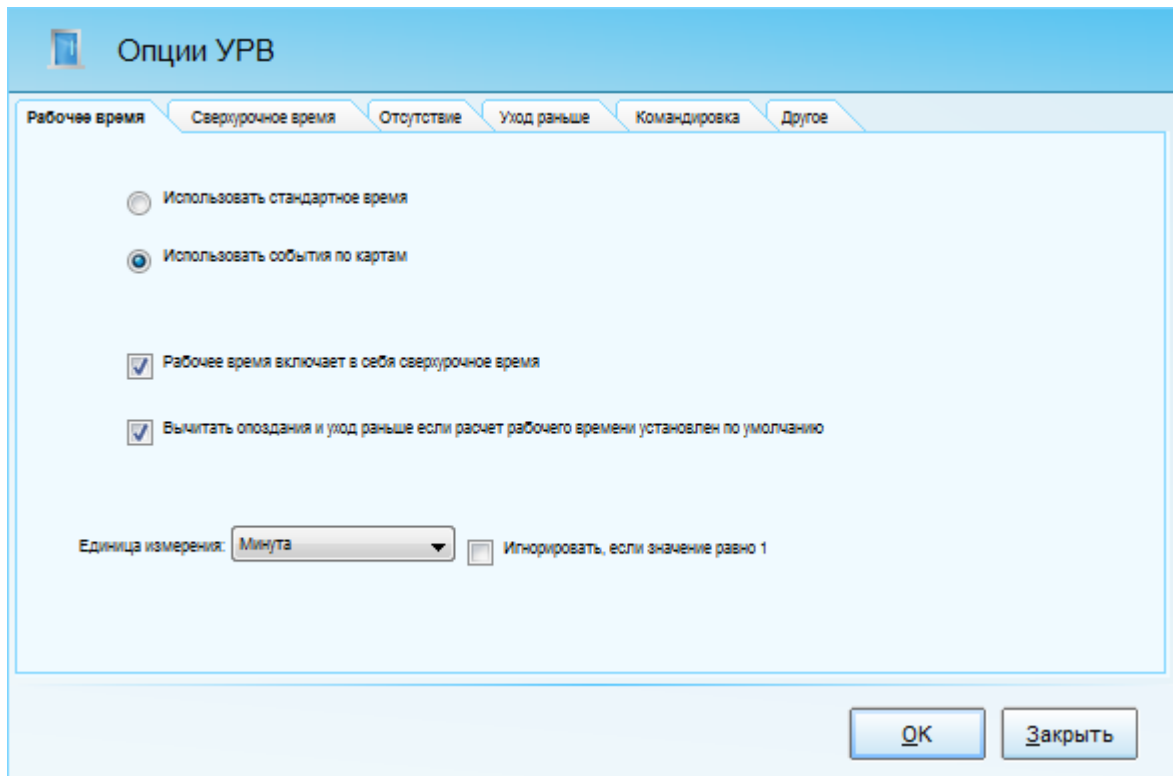 Опции УРВ
Рабочее время Сверхурочное время Отсутствие Уход раньше Командировка Другое
Использовать стандартное время
Использовать события по картам
Рабочее время включает в себя сверхурочное время
Вычитать опоздания и уход раньше если расчет рабочего времени установлен по умолчанию
Единица измерения: Минута Игнорировать, если значение равно 1
OK Закрыть